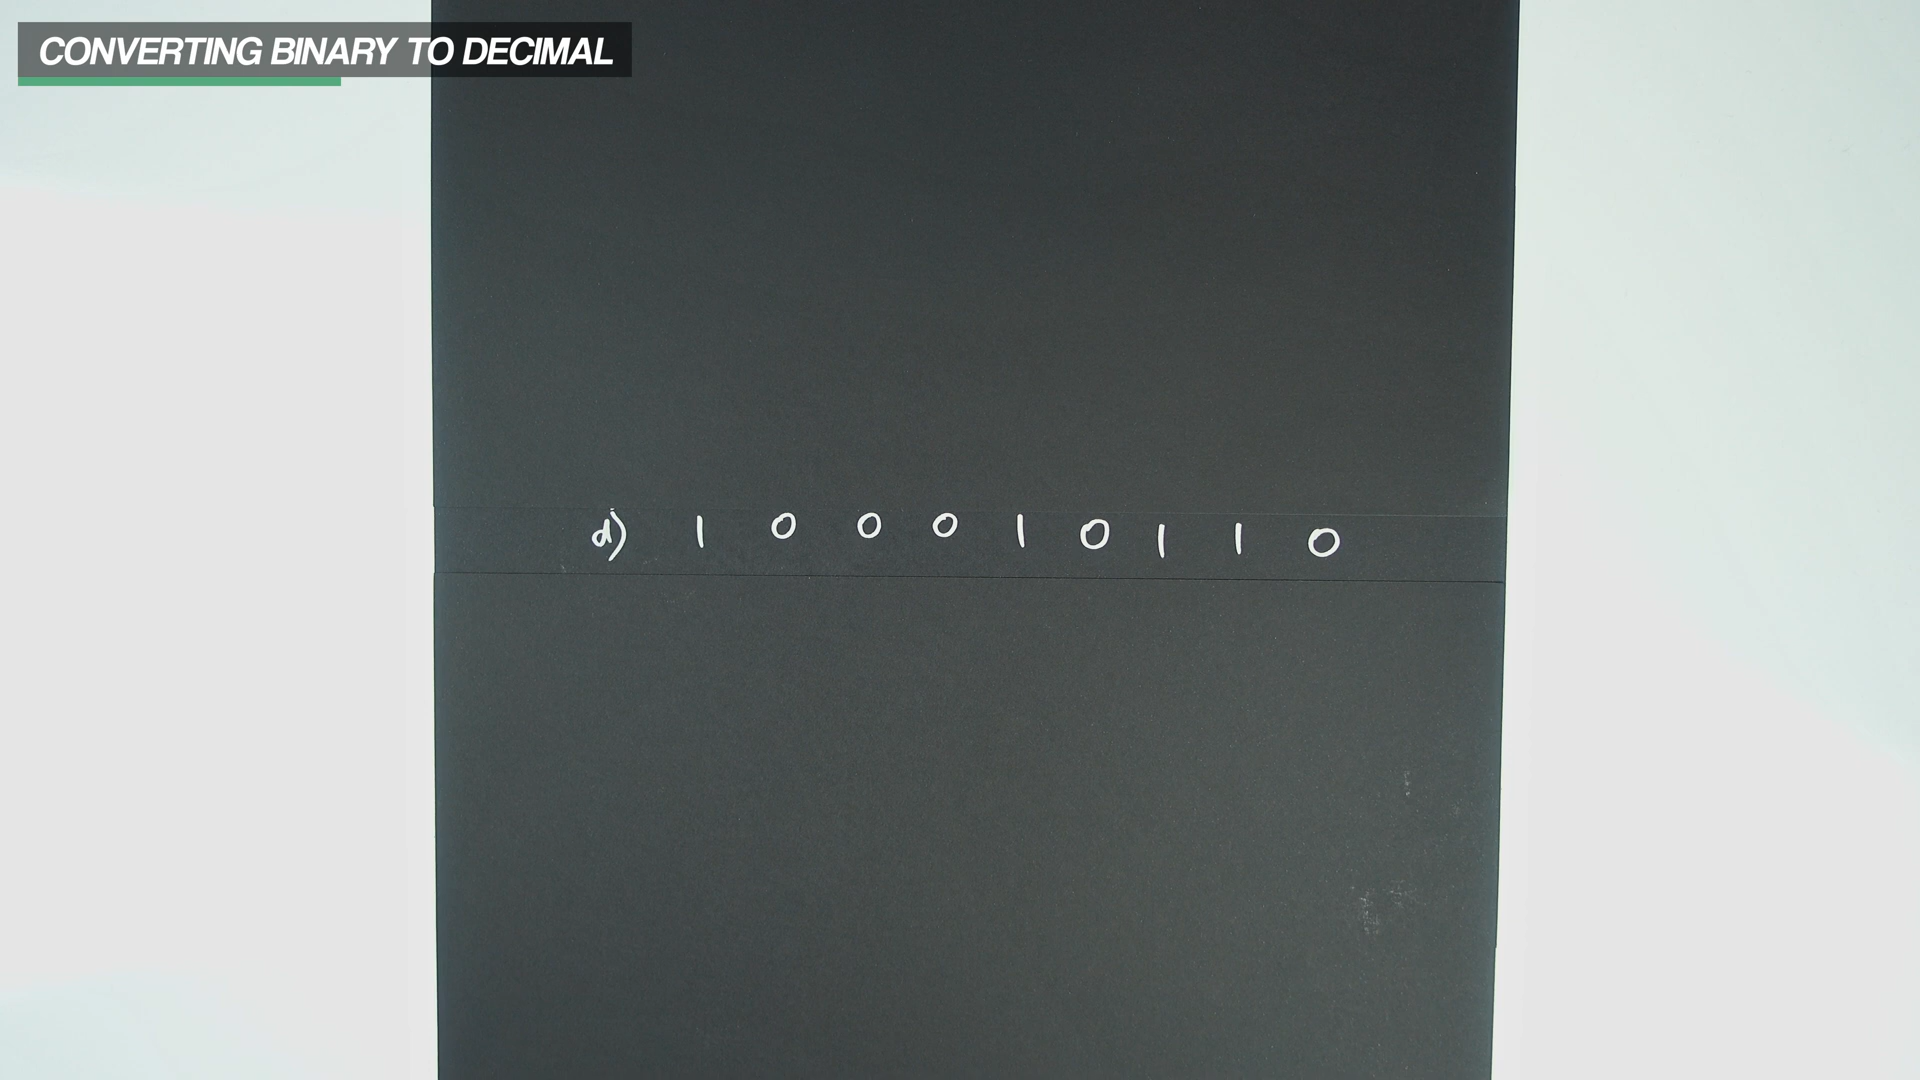 CONVERTING BINARY TO DECIMAL
d) 1 0 0 0 1 0 1 1 0